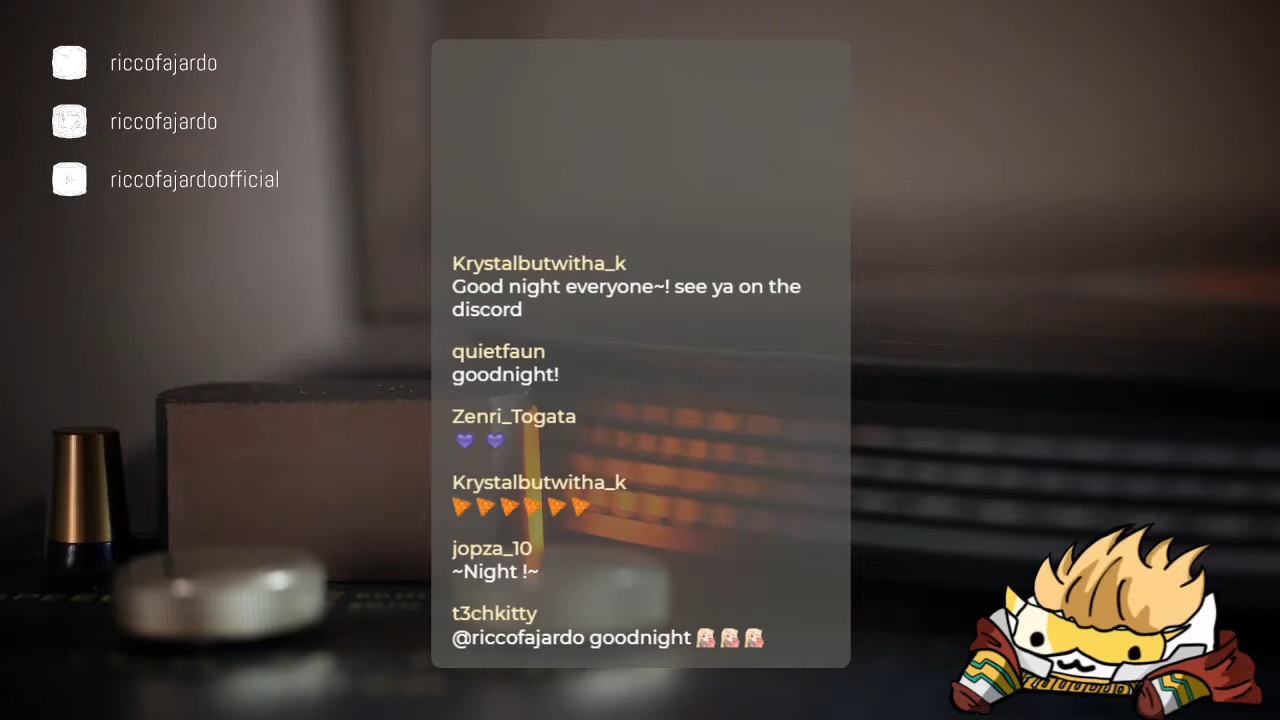 riccofajardo
riccofajardo
riccofajardoofficial
Krystalbutwitha_k
Good night everyone~! see ya on the
discord
quietfaun
goodnight!
Zenri_Togata
💜 💜
Krystalbutwitha_k
jopza_10
~Night !~
t3chkitty
@riccofajardo goodnight